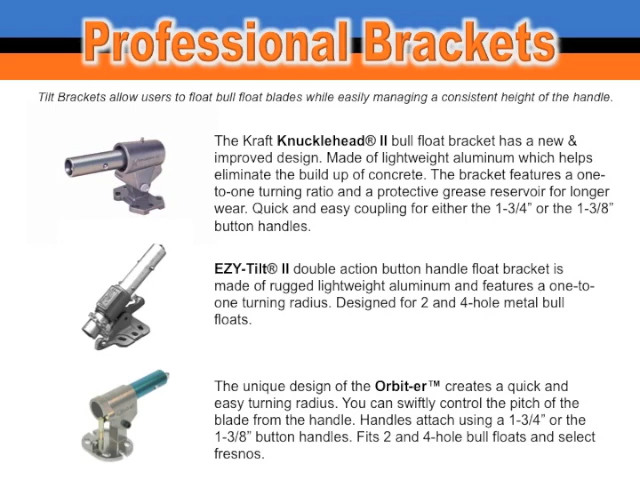 Professional Brackets
Tilt Brackets allow users to float bull float blades while easily managing a consistent height of the handle.
The Kraft Knucklehead® II bull float bracket has a new &
improved design. Made of lightweight aluminum which helps
eliminate the build up of concrete. The bracket features a one-
to-one turning ratio and a protective grease reservoir for longer
wear. Quick and easy coupling for either the 1-3/4” or the 1-3/8”
button handles.
EZY-Tilt® II double action button handle float bracket is
made of rugged lightweight aluminum and features a one-to-
one turning radius. Designed for 2 and 4-hole metal bull
floats.
The unique design of the Orbit-er™ creates a quick and
easy turning radius. You can swiftly control the pitch of the
blade from the handle. Handles attach using a 1-3/4” or the
1-3/8” button handles. Fits 2 and 4-hole bull floats and select
fresnos.